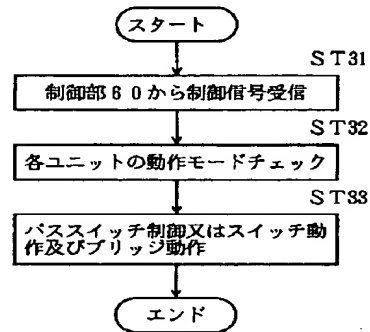 スタート
ST31
制御部60から制御信号受信
ST32
各ユニットの動作モードチェック
ST33
パススイッチ制御又はスイッチ動
作及びブリッジ動作
エンド